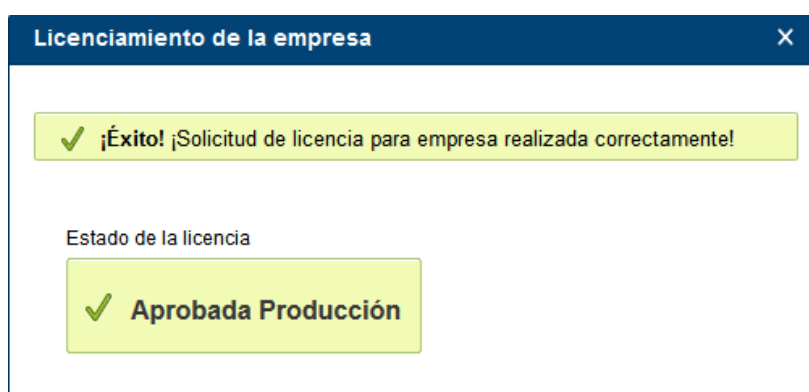 Licenciamiento de la empresa
¡Éxito! ¡Solicitud de licencia para empresa realizada correctamente!
Estado de la licencia
Aprobada Producción